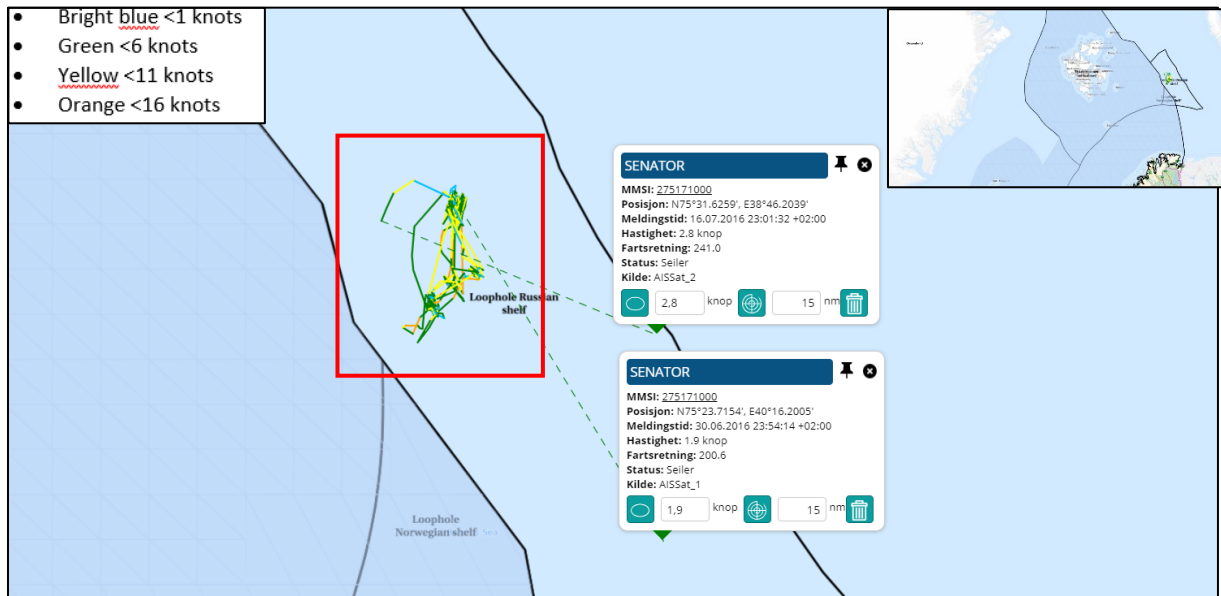 • Bright blue <1 knots
• Green <6 knots
• Yellow <11 knots
• Orange <16 knots
SENATOR
MMSI: 275171000
Posisjon: N75°31.6259', E38°46.2039'
Meldingstid: 16.07.2016 23:01:32 +02:00
Hastighet: 2.8 knop
Fartsretning: 241.0
Status: Seiler
Kilde: AISSat_2
2,8 knop 15 nm
Loophole Russian
shelf
SENATOR
MMSI: 275171000
Posisjon: N75°23.7154', E40°16.2005'
Meldingstid: 30.06.2016 23:54:14 +02:00
Hastighet: 1.9 knop
Fartsretning: 200.6
Status: Seiler
Kilde: AISSat_1
1,9 knop 15 nm
Loophole
Norwegian shelf